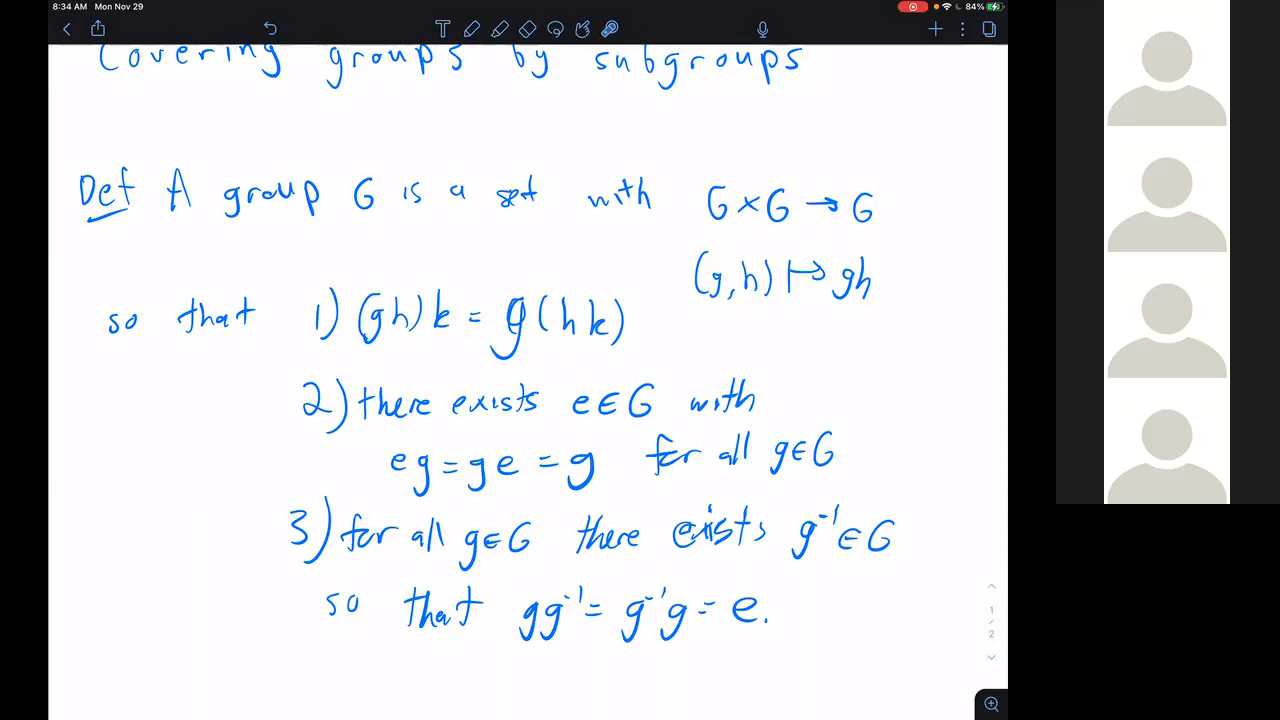 8:34 AM Mon Nov 29
84%
Covering groups by subgroups
Def A group G is a set with G×G → G
(g,h) ↦ gh
so that 1) (gh)k = g(hk)
2) there exists e∈G with
eg = ge = g for all g∈G
3) for all g∈G there exists g⁻¹∈G
so that gg⁻¹ = g⁻¹g = e.
1
/
2